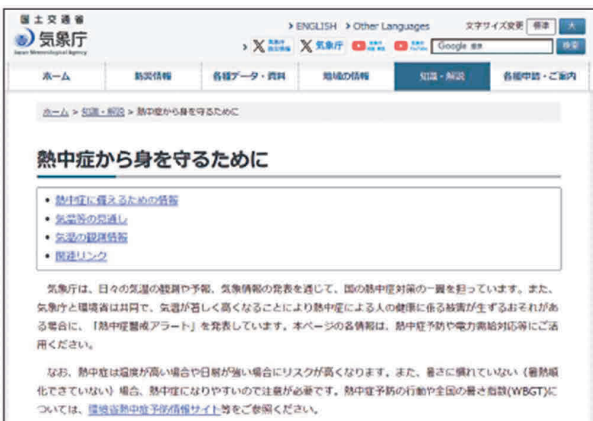 国土交通省
気象庁
Japan Meteorological Agency
ENGLISH Other Languages 文字サイズ変更 標準 大
気象庁 防災情報 気象庁 Google 検索
ホーム 防災情報 各種データ・資料 地域の情報 知識・解説 各種申請・ご案内
ホーム > 知識・解説 > 熱中症から身を守るために
熱中症から身を守るために
熱中症に備えるための情報
気温等の見通し
気温の観測情報
関連リンク
気象庁は、日々の気温の観測や予報、気象情報の発表を通じて、国の熱中症対策の一翼を担っています。また、
気象庁と環境省は共同で、気温が著しく高くなることにより熱中症による人の健康に係る被害が生ずるおそれがあ
る場合に、「熱中症警戒アラート」を発表しています。本ページの各情報は、熱中症予防や電力需給対応等にご活
用ください。
なお、熱中症は湿度が高い場合や日射が強い場合にリスクが高くなります。また、暑さに慣れていない（暑熱順
化できていない）場合、熱中症になりやすいので注意が必要です。熱中症予防の行動や全国の暑さ指数(WBGT)に
ついては、環境省熱中症予防情報サイト等をご参照ください。